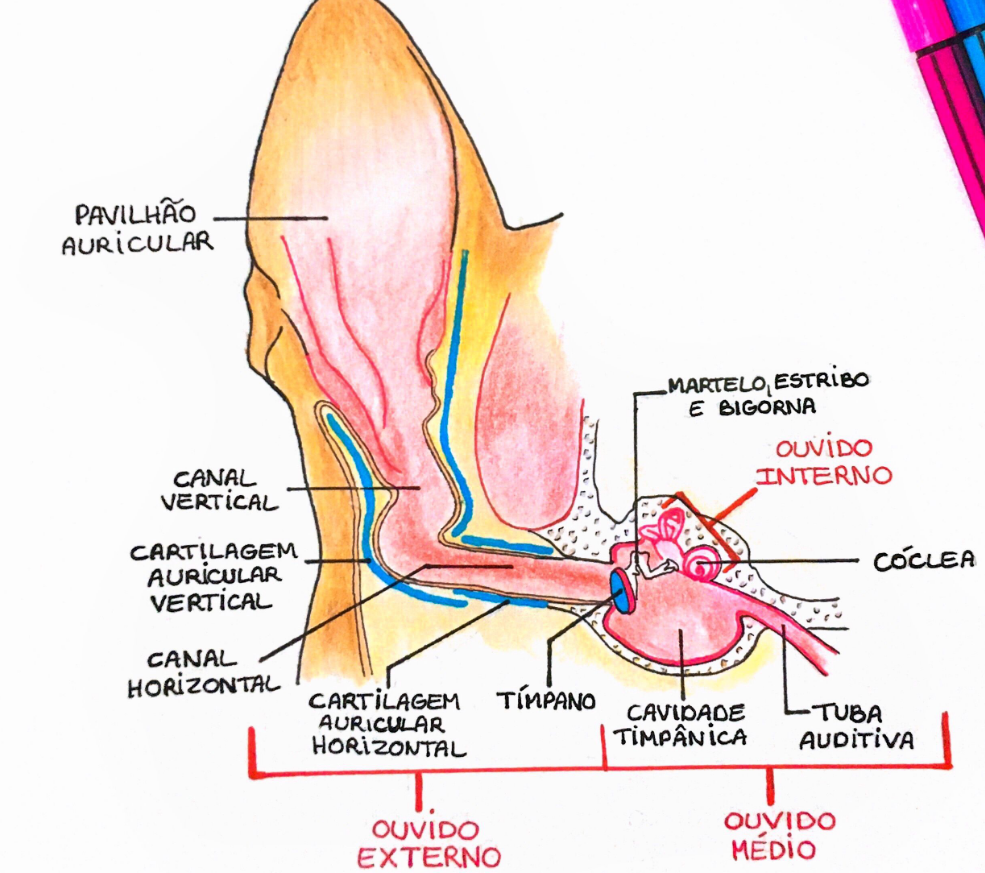 PAVILHÃO
AURICULAR
MARTELO, ESTRIBO
E BIGORNA
OUVIDO
INTERNO
CANAL
VERTICAL
CÓCLEA
CARTILAGEM
AURICULAR
VERTICAL
CANAL
HORIZONTAL
CARTILAGEM
AURICULAR
HORIZONTAL
TÍMPANO
CAVIDADE
TIMPÂNICA
TUBA
AUDITIVA
OUVIDO
EXTERNO
OUVIDO
MÉDIO